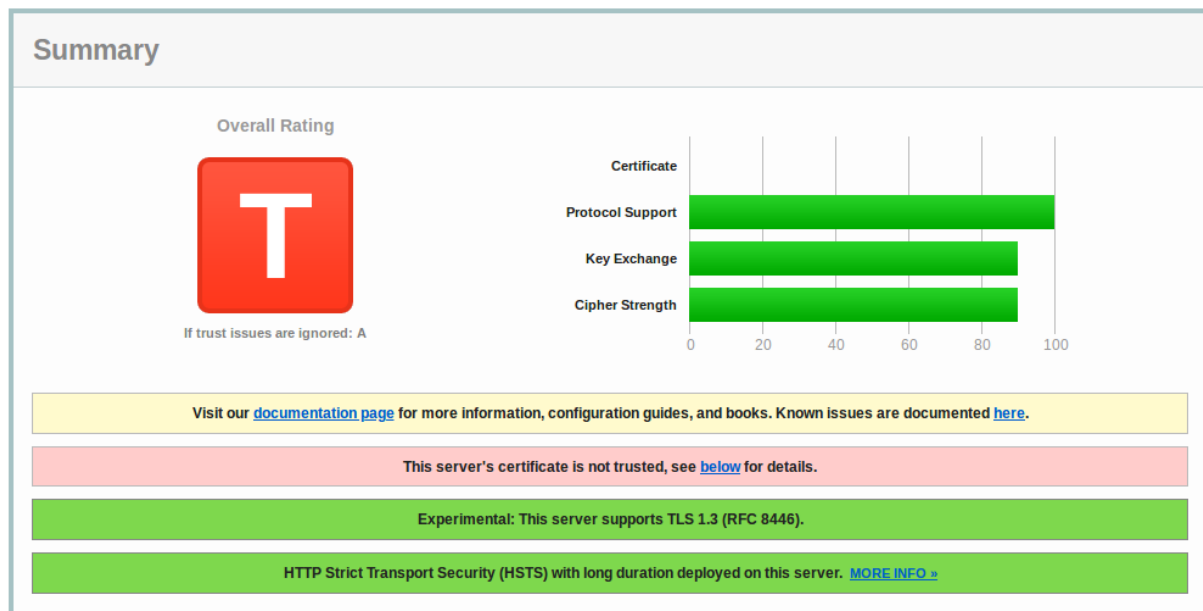 Summary
Overall Rating
T
If trust issues are ignored: A
Certificate
Protocol Support
Key Exchange
Cipher Strength
0 20 40 60 80 100
Visit our documentation page for more information, configuration guides, and books. Known issues are documented here.
This server's certificate is not trusted, see below for details.
Experimental: This server supports TLS 1.3 (RFC 8446).
HTTP Strict Transport Security (HSTS) with long duration deployed on this server. MORE INFO »